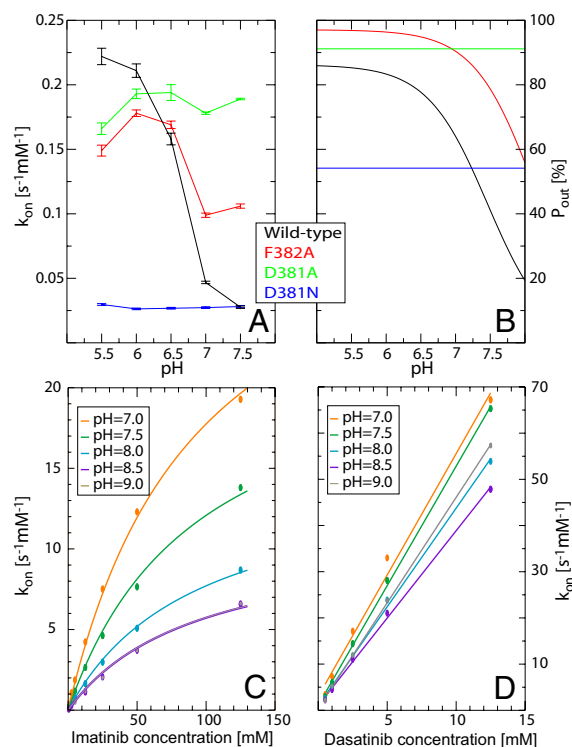 0.25
0.2
0.15
0.1
0.05
k_on [s⁻¹mM⁻¹]
5.5 6 6.5 7 7.5
pH
A
Wild-type
F382A
D381A
D381N
100
80
60
40
20
P_out [%]
5.5 6 6.5 7 7.5
pH
B
20
15
10
5
k_on [s⁻¹mM⁻¹]
pH=7.0
pH=7.5
pH=8.0
pH=8.5
pH=9.0
0 50 100 150
Imatinib concentration [mM]
C
pH=7.0
pH=7.5
pH=8.0
pH=8.5
pH=9.0
70
50
30
10
k_on [s⁻¹mM⁻¹]
0 5 10 15
Dasatinib concentration [mM]
D